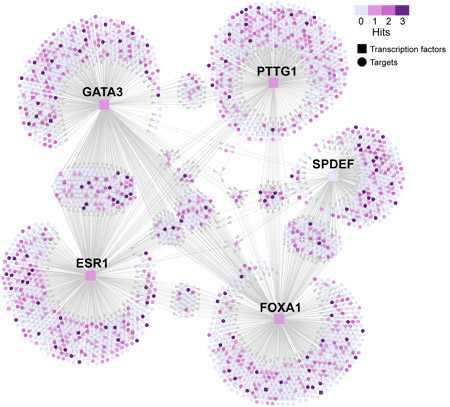 0 1 2 3
Hits
Transcription factors
Targets
GATA3
PTTG1
SPDEF
ESR1
FOXA1